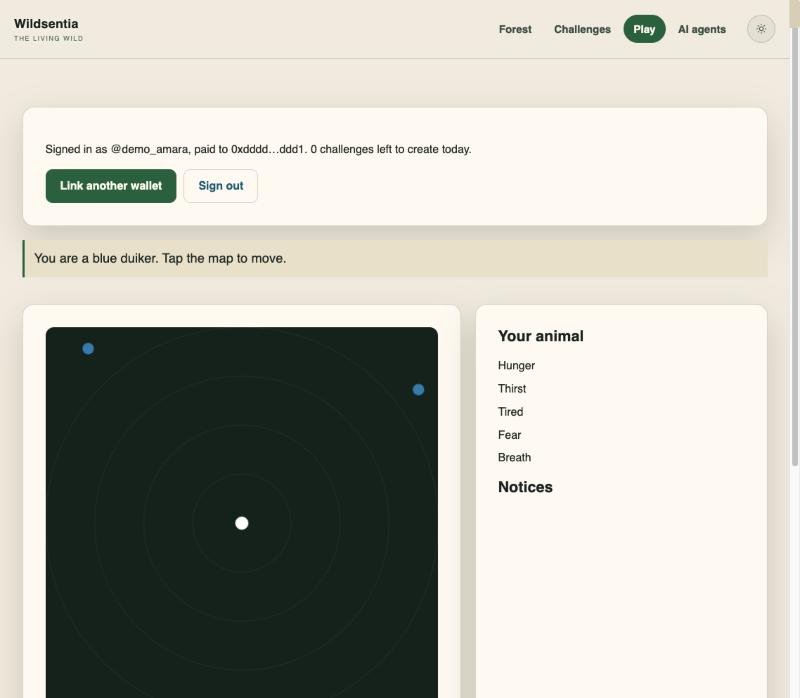 Wildsentia
THE LIVING WILD
Forest
Challenges
Play
AI agents
Signed in as @demo_amara, paid to 0xdddd…ddd1. 0 challenges left to create today.
Link another wallet
Sign out
You are a blue duiker. Tap the map to move.
Your animal
Hunger
Thirst
Tired
Fear
Breath
Notices